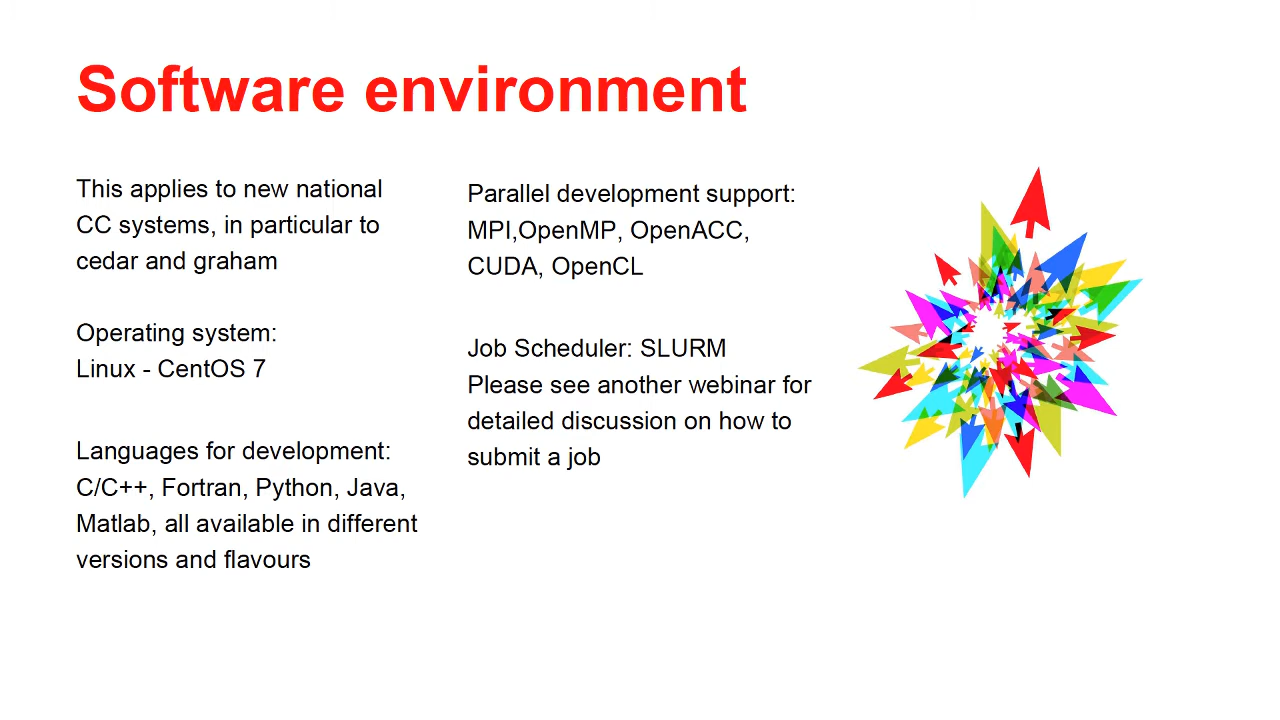 Software environment
This applies to new national
CC systems, in particular to
cedar and graham
Operating system:
Linux - CentOS 7
Languages for development:
C/C++, Fortran, Python, Java,
Matlab, all available in different
versions and flavours
Parallel development support:
MPI,OpenMP, OpenACC,
CUDA, OpenCL
Job Scheduler: SLURM
Please see another webinar for
detailed discussion on how to
submit a job